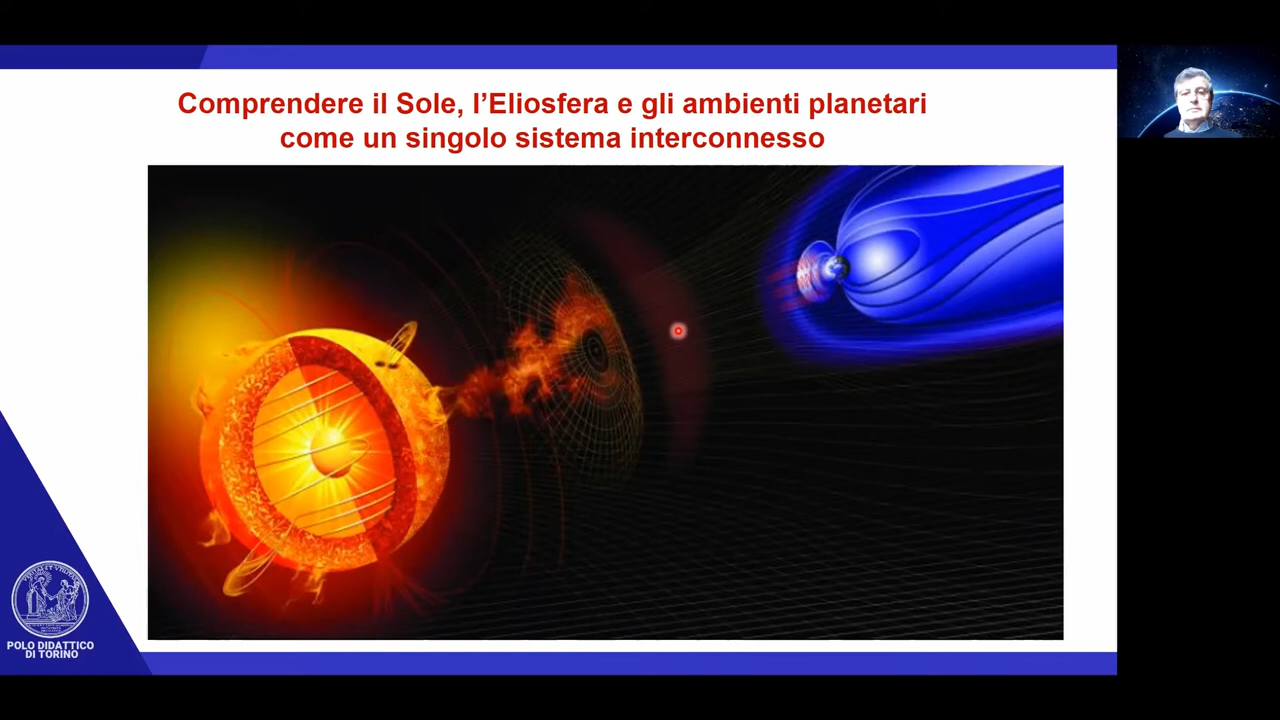 Comprendere il Sole, l’Eliosfera e gli ambienti planetari
come un singolo sistema interconnesso
POLO DIDATTICO
DI TORINO